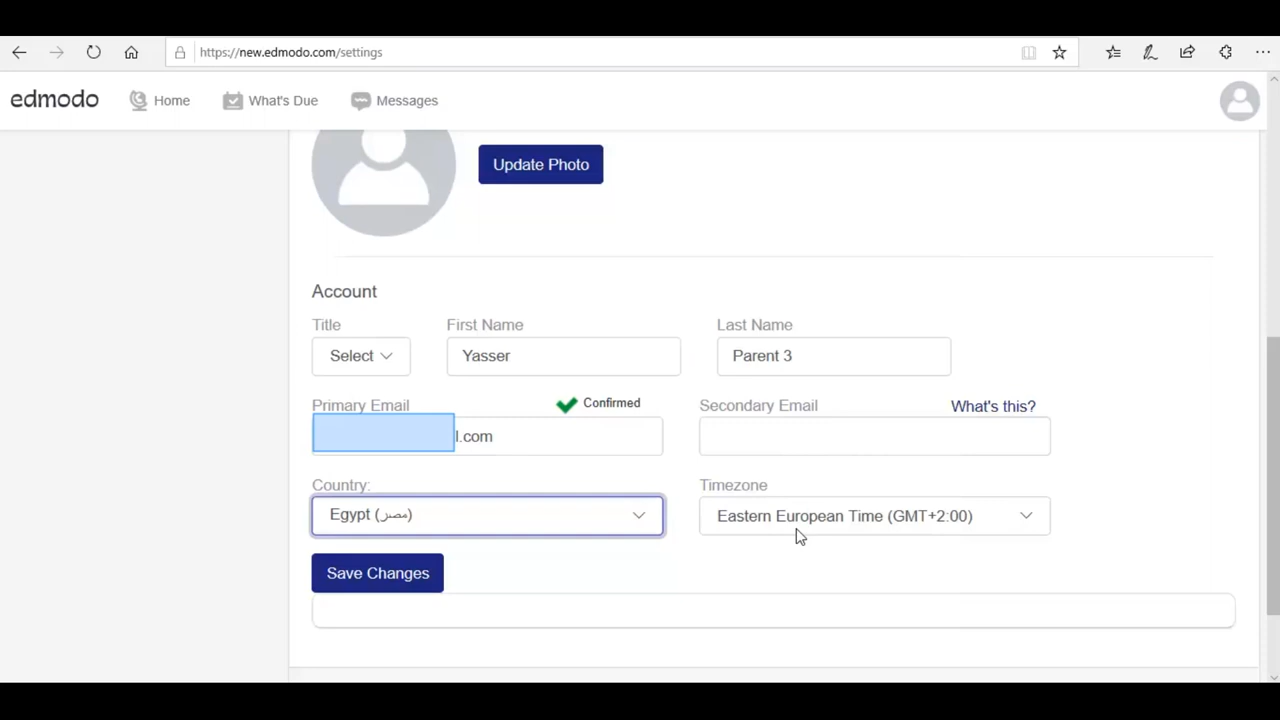 https://new.edmodo.com/settings
edmodo Home What's Due Messages
Update Photo
Account
Title First Name Last Name
Select Yasser Parent 3
Primary Email Confirmed Secondary Email What's this?
l.com
Country: Timezone
Egypt (مصر) Eastern European Time (GMT+2:00)
Save Changes